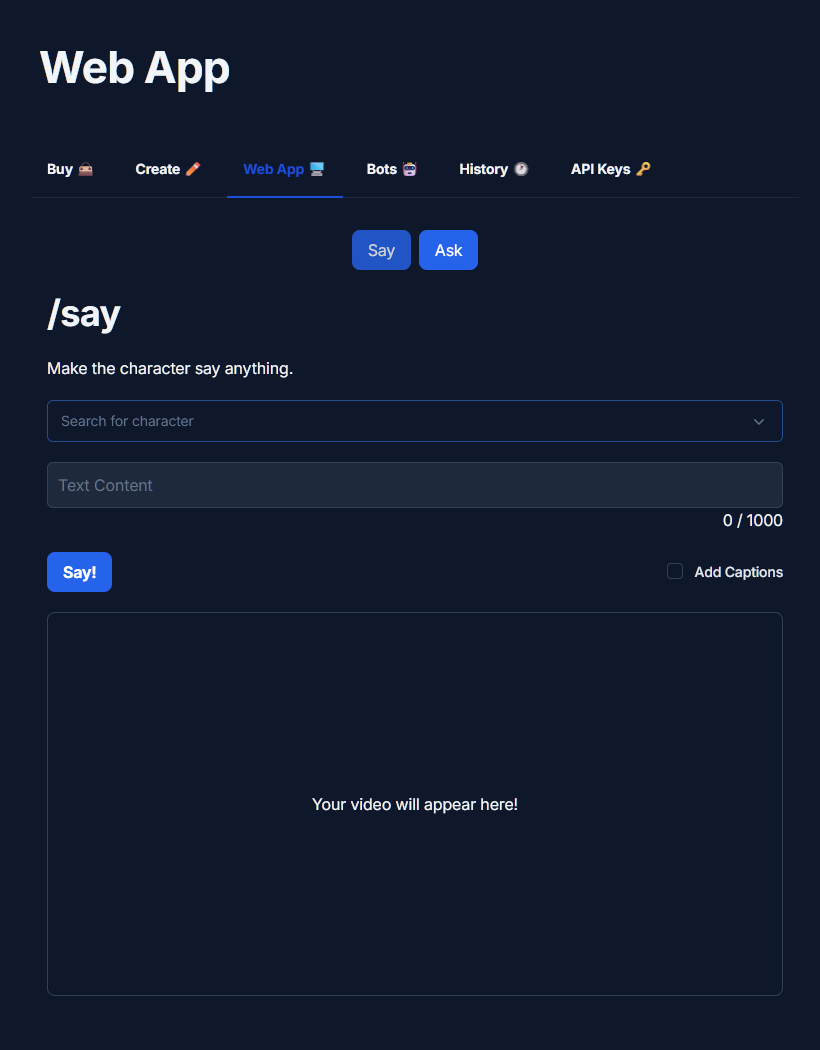 Web App
Buy 👜 Create 🖍️ Web App 🖥️ Bots 🤖 History 🕐 API Keys 🔑
Say Ask
/say
Make the character say anything.
Search for character
Text Content
0 / 1000
Say! Add Captions
Your video will appear here!